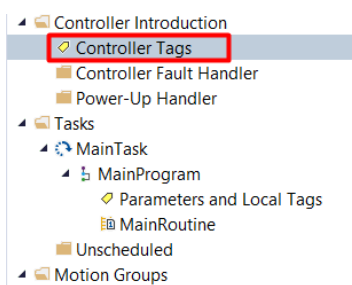 Controller Introduction
Controller Tags
Controller Fault Handler
Power-Up Handler
Tasks
MainTask
MainProgram
Parameters and Local Tags
MainRoutine
Unscheduled
Motion Groups